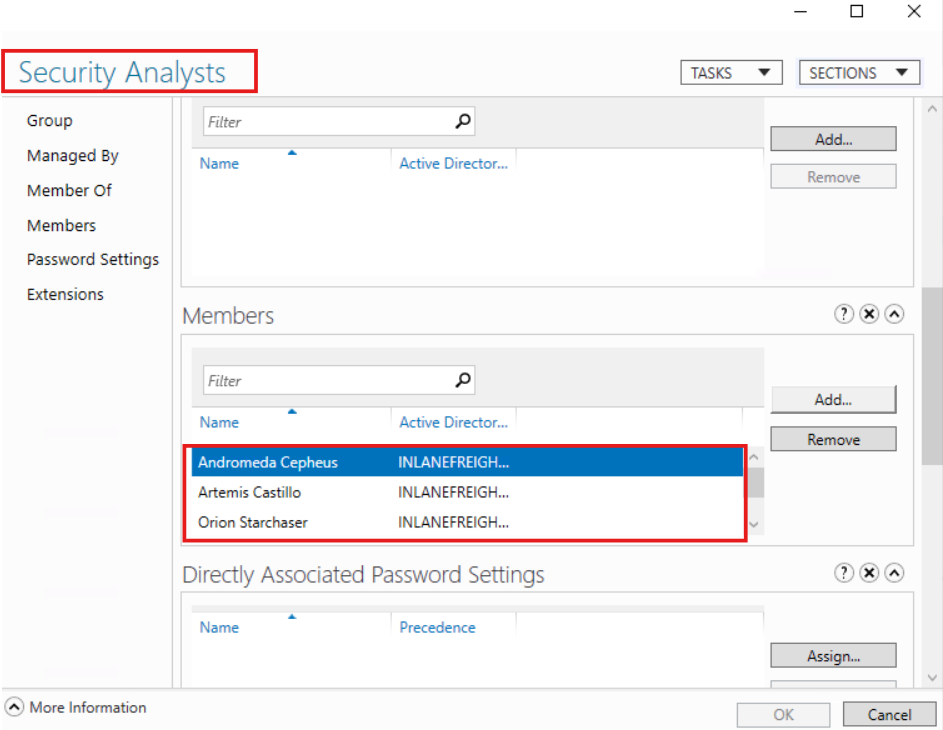 Security Analysts
TASKS
SECTIONS
Group
Managed By
Member Of
Members
Password Settings
Extensions
Filter
Name Active Director...
Add...
Remove
Members
?
Filter
Name Active Director...
Andromeda Cepheus INLANEFREIGH...
Artemis Castillo INLANEFREIGH...
Orion Starchaser INLANEFREIGH...
Add...
Remove
Directly Associated Password Settings
?
Name Precedence
Assign...
More Information
OK
Cancel